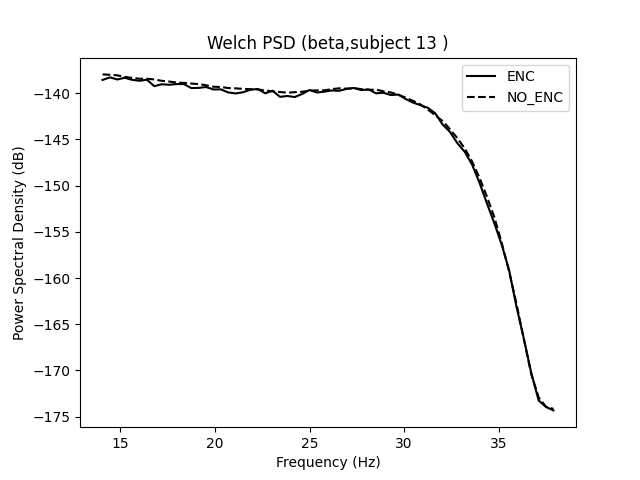 Welch PSD (beta,subject 13 )
ENC
NO_ENC
Power Spectral Density (dB)
−140
−145
−150
−155
−160
−165
−170
−175
15 20 25 30 35
Frequency (Hz)